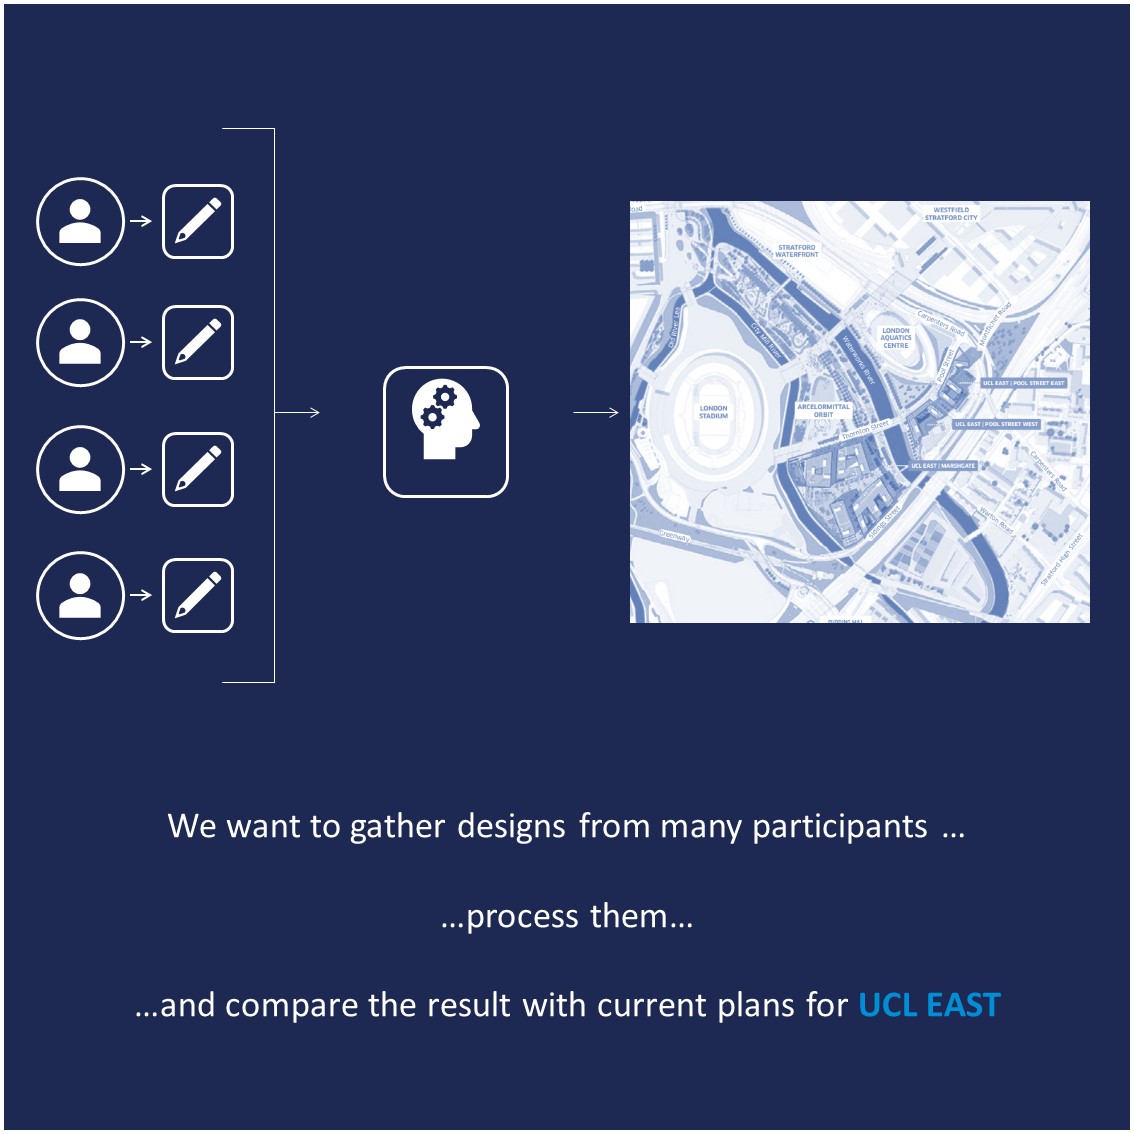 road
WESTFIELD
STRATFORD CITY
STRATFORD
WATERFRONT
Montfichet Road
Carpenters Road
City Mill River
LONDON
AQUATICS
CENTRE
Waterworks River
Pool Street
UCL EAST | POOL STREET EAST
LONDON
STADIUM
ARCELORMITTAL
ORBIT
UCL EAST | POOL STREET WEST
Thornton Street
UCL EAST | MARSHGATE
Carpenters Road
Warton Road
Sidings Street
Greenway
Stratford High Street
We want to gather designs from many participants ...
...process them...
...and compare the result with current plans for UCL EAST